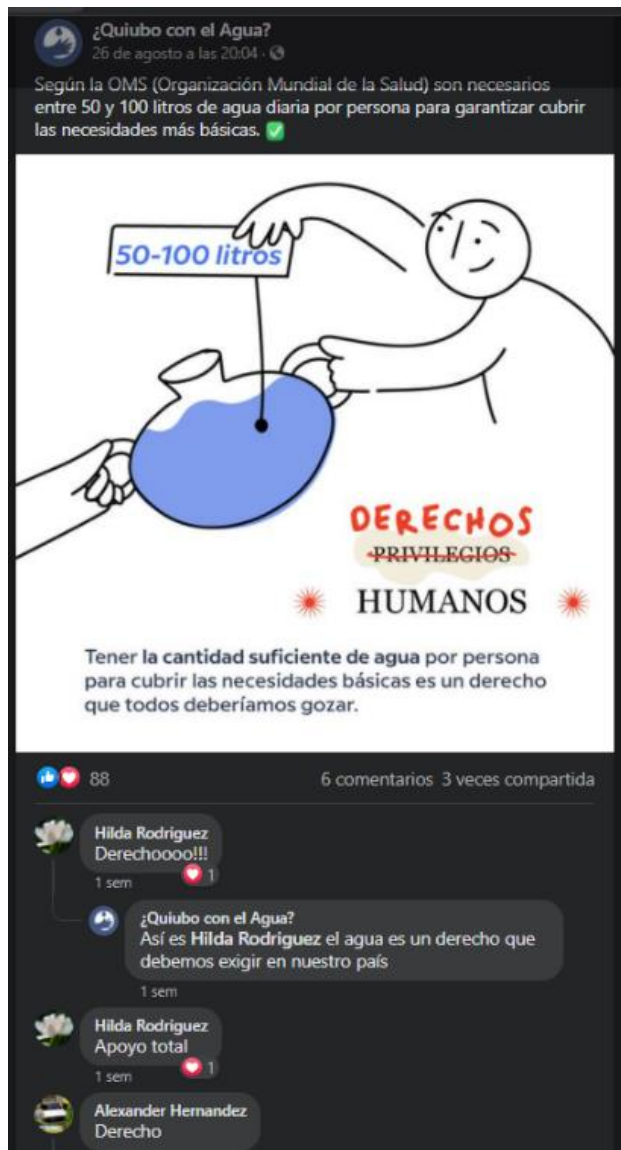 ¿Quiubo con el Agua?
26 de agosto a las 20:04 ·
Según la OMS (Organización Mundial de la Salud) son necesarios
entre 50 y 100 litros de agua diaria por persona para garantizar cubrir
las necesidades más básicas. ✅
50-100 litros
DERECHOS
PRIVILEGIOS
HUMANOS
Tener la cantidad suficiente de agua por persona
para cubrir las necesidades básicas es un derecho
que todos deberíamos gozar.
88
6 comentarios 3 veces compartida
Hilda Rodriguez
Derechoooo!!!
1 sem
1
¿Quiubo con el Agua?
Así es Hilda Rodriguez el agua es un derecho que
debemos exigir en nuestro país
1 sem
Hilda Rodriguez
Apoyo total
1 sem
1
Alexander Hernandez
Derecho